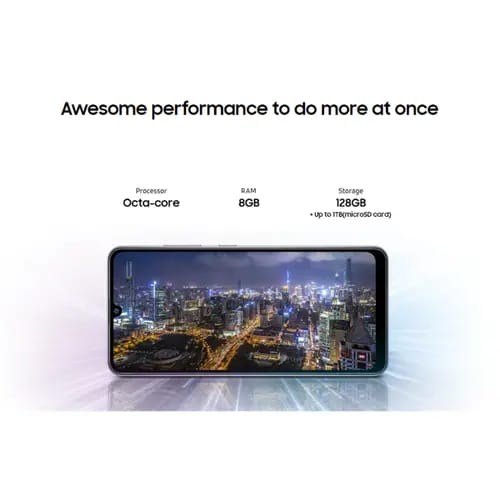 Awesome performance to do more at once
Processor RAM Storage
Octa-core 8GB 128GB
+ Up to 1TB(microSD card)